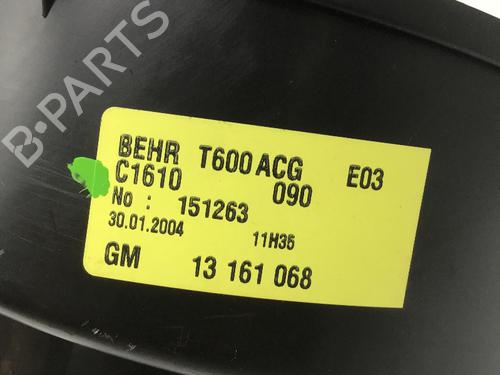 B-PARTS
BEHR T600 ACG E03
C1610 090
No : 151263
30.01.2004 11H35
GM 13 161 068